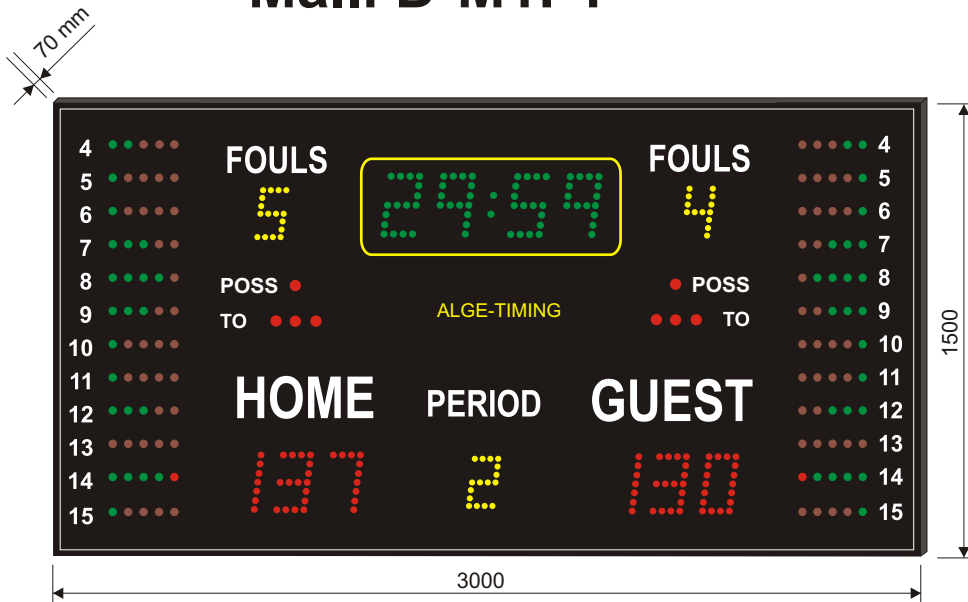 70 mm
4 FOULS FOULS 4
5 5 29:59 4 5
6 6
7 7
8 POSS POSS 8
9 TO ALGE-TIMING TO 9
10 10
11 HOME PERIOD GUEST 11
12 12
13 13
14 137 2 130 14
15 15
1500
3000